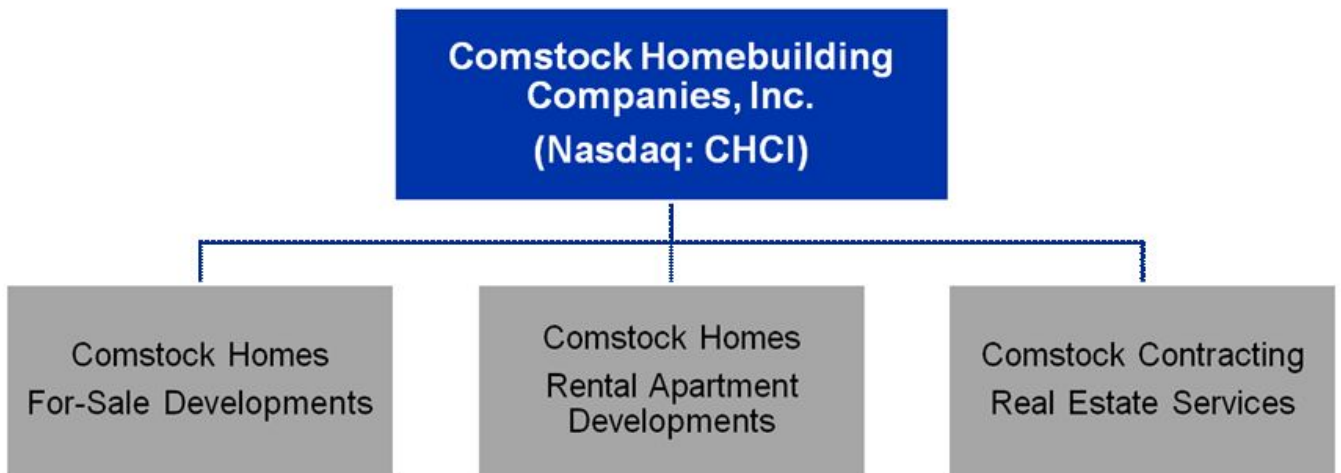 Comstock Homebuilding
Companies, Inc.
(Nasdaq: CHCI)
Comstock Homes
For-Sale Developments
Comstock Homes
Rental Apartment
Developments
Comstock Contracting
Real Estate Services